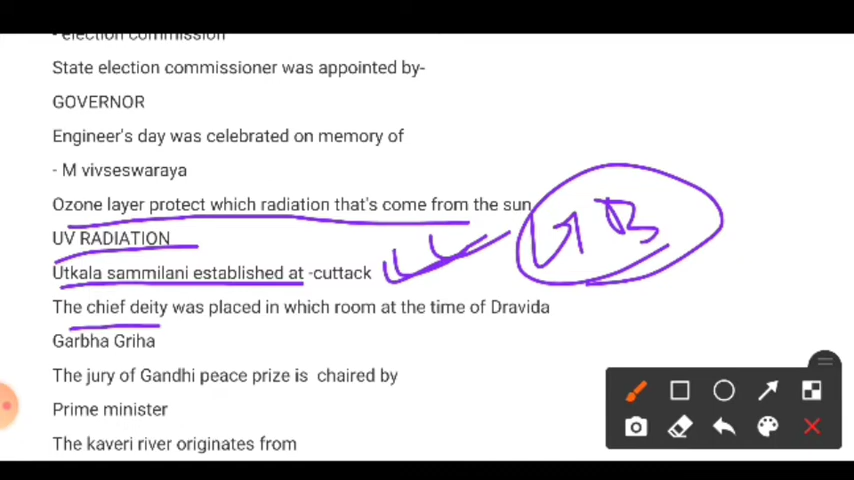 - election commission
State election commissioner was appointed by-
GOVERNOR
Engineer's day was celebrated on memory of
- M vivseswaraya
Ozone layer protect which radiation that's come from the sun
UV RADIATION
Utkala sammilani established at -cuttack
The chief deity was placed in which room at the time of Dravida
Garbha Griha
The jury of Gandhi peace prize is chaired by
Prime minister
The kaveri river originates from